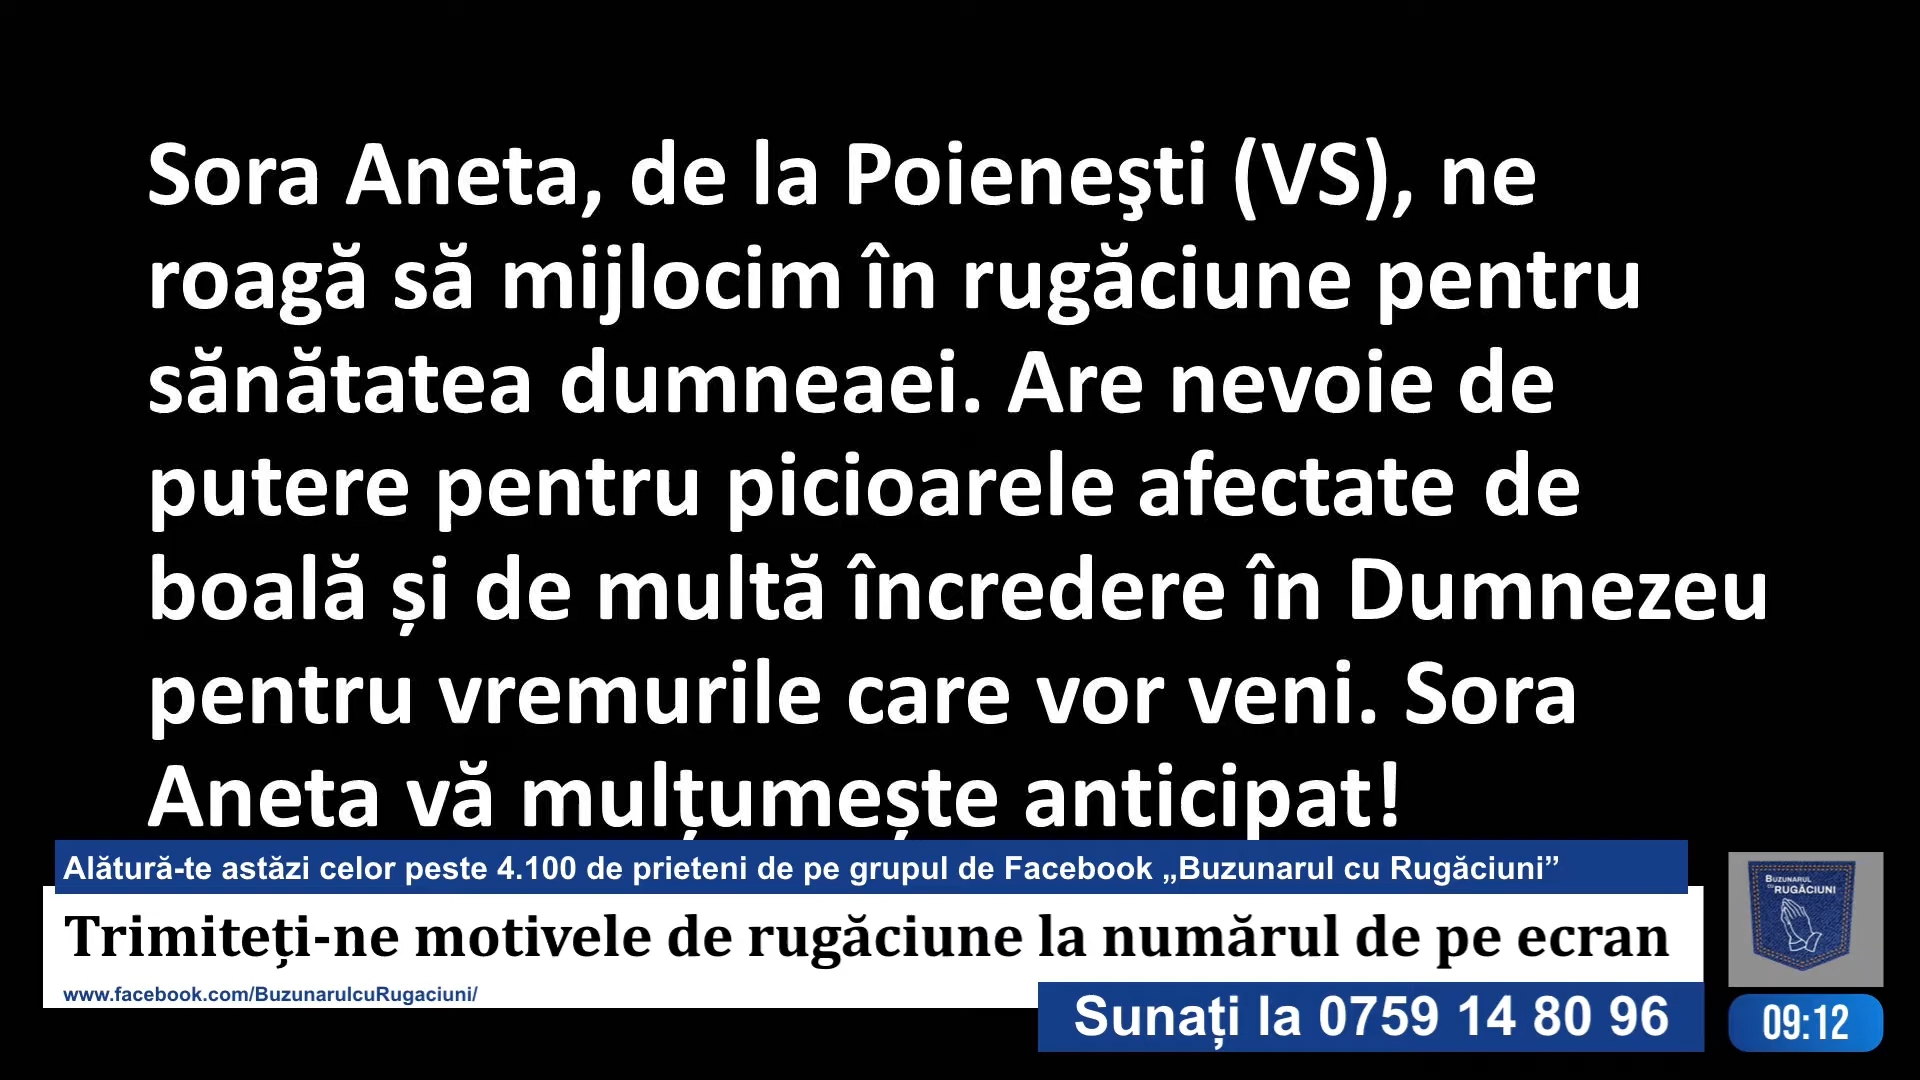 Sora Aneta, de la Poieneşti (VS), ne
roagă să mijlocim în rugăciune pentru
sănătatea dumneaei. Are nevoie de
putere pentru picioarele afectate de
boală și de multă încredere în Dumnezeu
pentru vremurile care vor veni. Sora
Aneta vă mulțumește anticipat!
Alătură-te astăzi celor peste 4.100 de prieteni de pe grupul de Facebook „Buzunarul cu Rugăciuni”
Trimiteți-ne motivele de rugăciune la numărul de pe ecran
www.facebook.com/BuzunarulcuRugaciuni/
Sunați la 0759 14 80 96
BUZUNARUL
CU RUGĂCIUNI
09:12